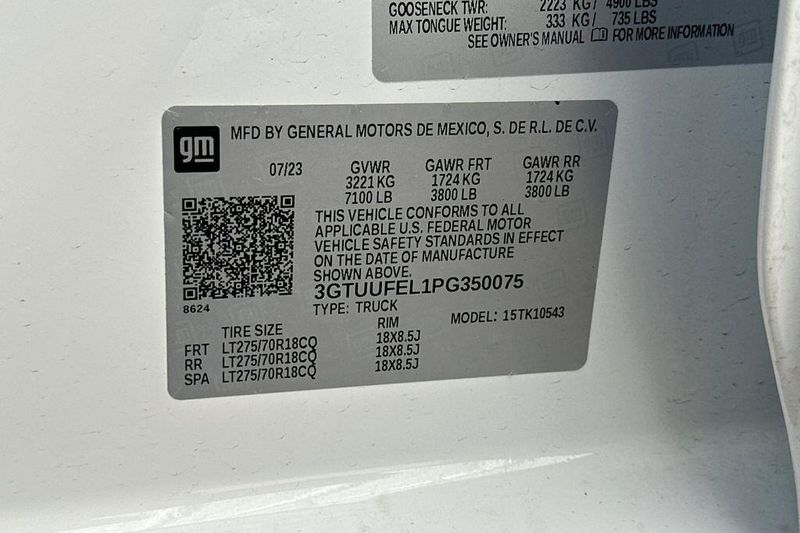 GOOSENECK TWR: 2223 KG/ 4900 LBS
MAX TONGUE WEIGHT: 333 KG/ 735 LBS
SEE OWNER'S MANUAL FOR MORE INFORMATION
gm
MFD BY GENERAL MOTORS DE MEXICO, S. DE R.L. DE C.V.
07/23 GVWR GAWR FRT GAWR RR
3221 KG 1724 KG 1724 KG
7100 LB 3800 LB 3800 LB
THIS VEHICLE CONFORMS TO ALL
APPLICABLE U.S. FEDERAL MOTOR
VEHICLE SAFETY STANDARDS IN EFFECT
ON THE DATE OF MANUFACTURE
SHOWN ABOVE.
3GTUUFEL1PG350075
8624
TYPE: TRUCK MODEL: 15TK10543
TIRE SIZE RIM
FRT LT275/70R18CQ 18X8.5J
RR LT275/70R18CQ 18X8.5J
SPA LT275/70R18CQ 18X8.5J